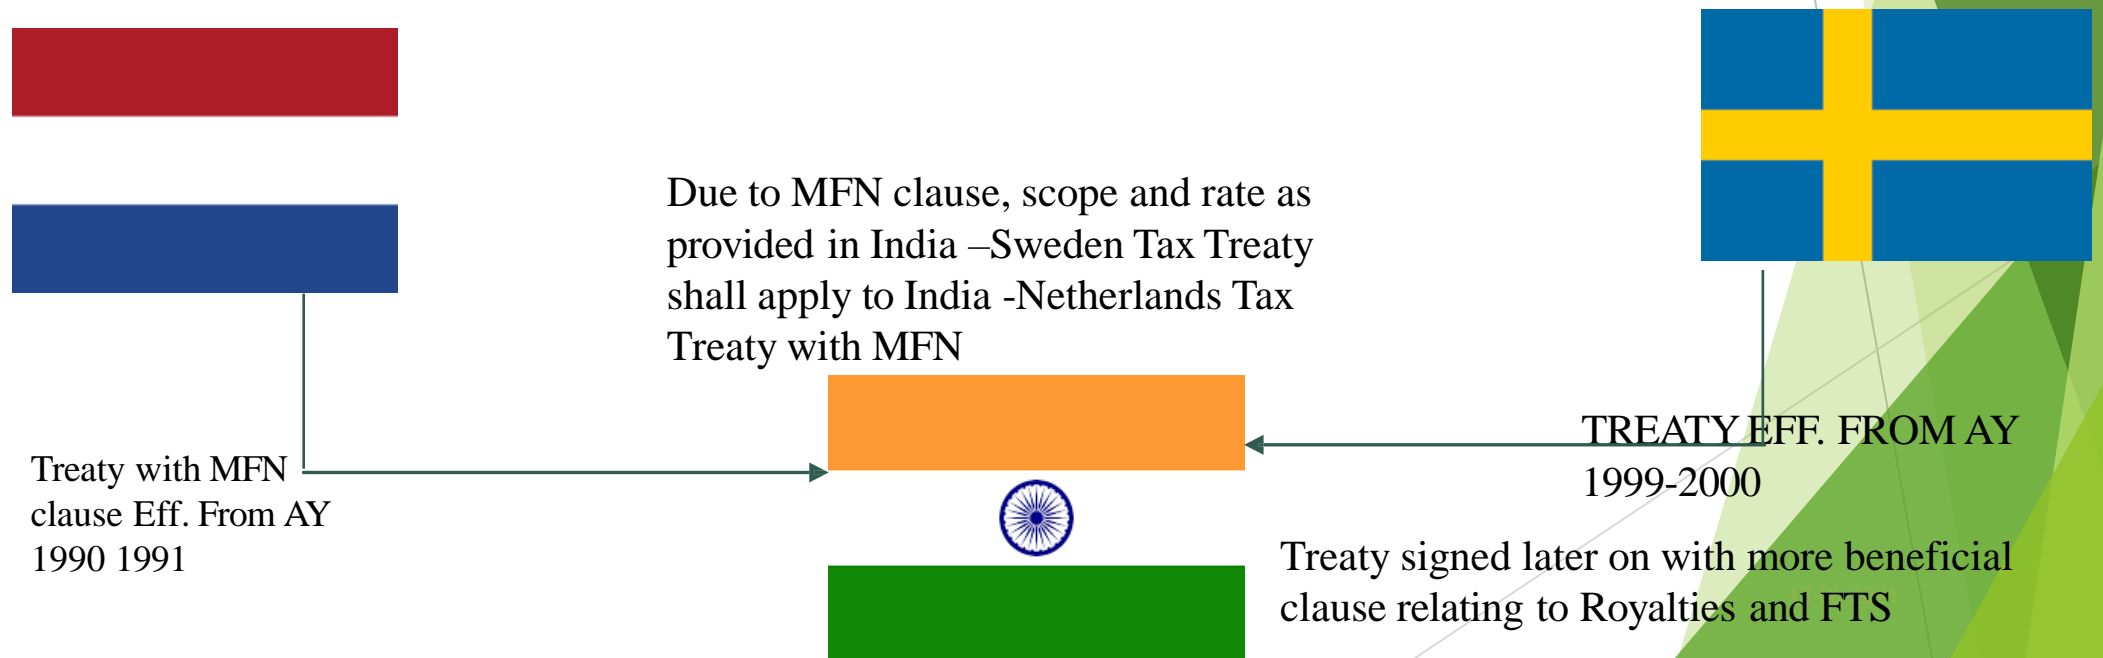 Due to MFN clause, scope and rate as
provided in India –Sweden Tax Treaty
shall apply to India -Netherlands Tax
Treaty with MFN
Treaty with MFN
clause Eff. From AY
1990 1991
TREATY EFF. FROM AY
1999-2000
Treaty signed later on with more beneficial
clause relating to Royalties and FTS